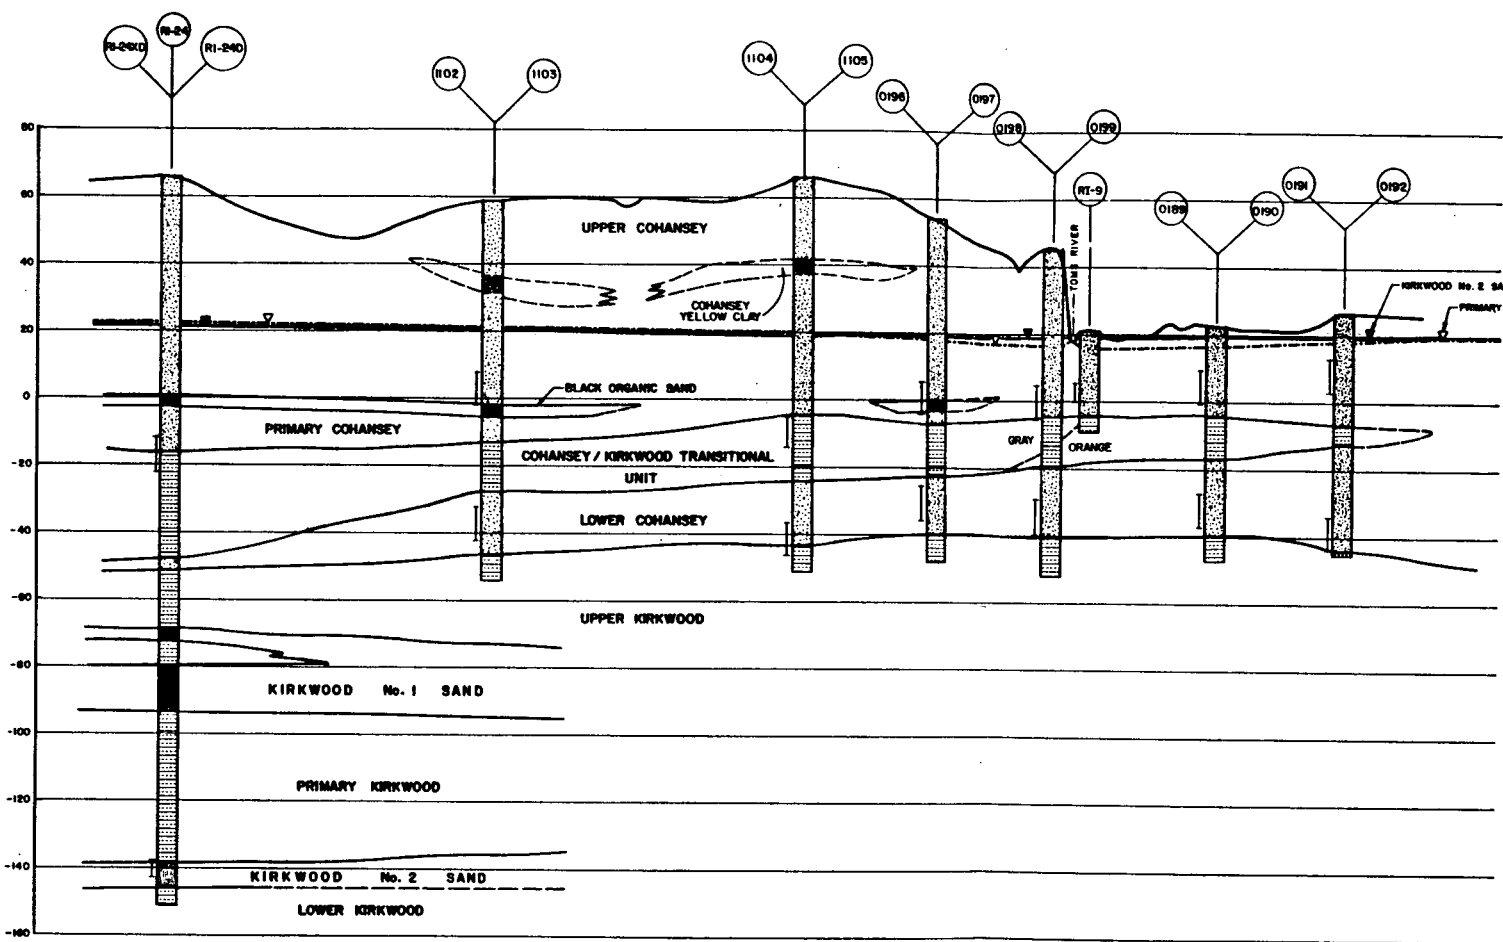 RI-24XD
RI-24
RI-24D
1102
1103
1104
1105
0196
0197
0198
0199
RI-9
0189
0190
0191
0192
80
60
40
20
0
-20
-40
-60
-80
-100
-120
-140
-160
TOMS RIVER
UPPER COHANSEY
COHANSEY
YELLOW CLAY
KIRKWOOD No. 2 SA
PRIMARY
BLACK ORGANIC SAND
PRIMARY COHANSEY
GRAY
ORANGE
COHANSEY / KIRKWOOD TRANSITIONAL
UNIT
LOWER COHANSEY
UPPER KIRKWOOD
KIRKWOOD No. 1 SAND
PRIMARY KIRKWOOD
KIRKWOOD No. 2 SAND
LOWER KIRKWOOD